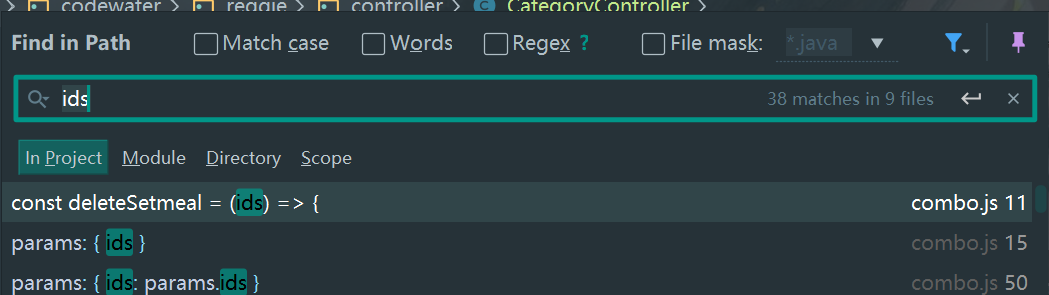 codewater > reggie > controller > CategoryController >
Find in Path Match case Words Regex ? File mask: *.java
ids 38 matches in 9 files
In Project Module Directory Scope
const deleteSetmeal = (ids) => { combo.js 11
params: { ids } combo.js 15
params: { ids: params.ids } combo.js 50